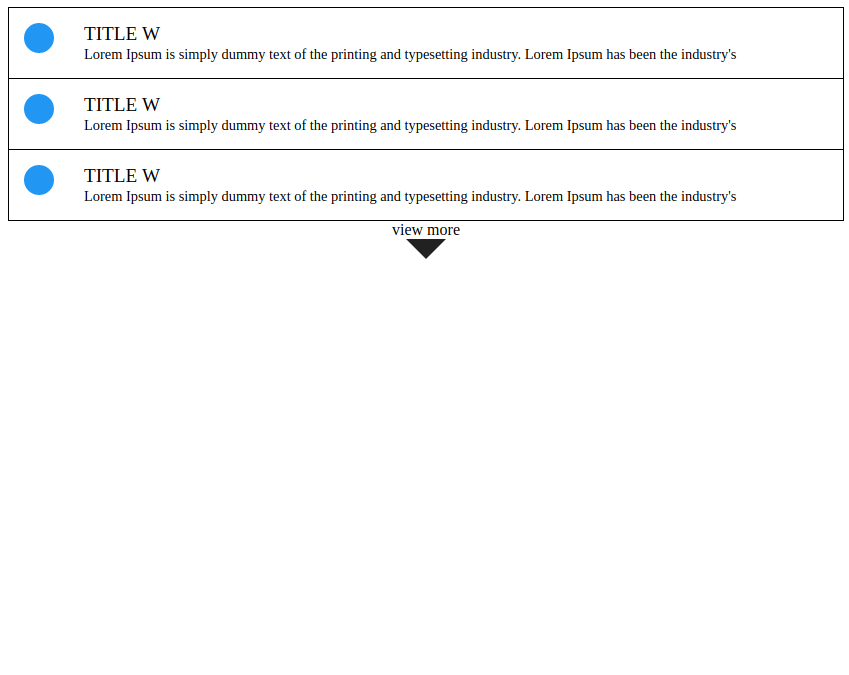 TITLE W
Lorem Ipsum is simply dummy text of the printing and typesetting industry. Lorem Ipsum has been the industry's
TITLE W
Lorem Ipsum is simply dummy text of the printing and typesetting industry. Lorem Ipsum has been the industry's
TITLE W
Lorem Ipsum is simply dummy text of the printing and typesetting industry. Lorem Ipsum has been the industry's
view more